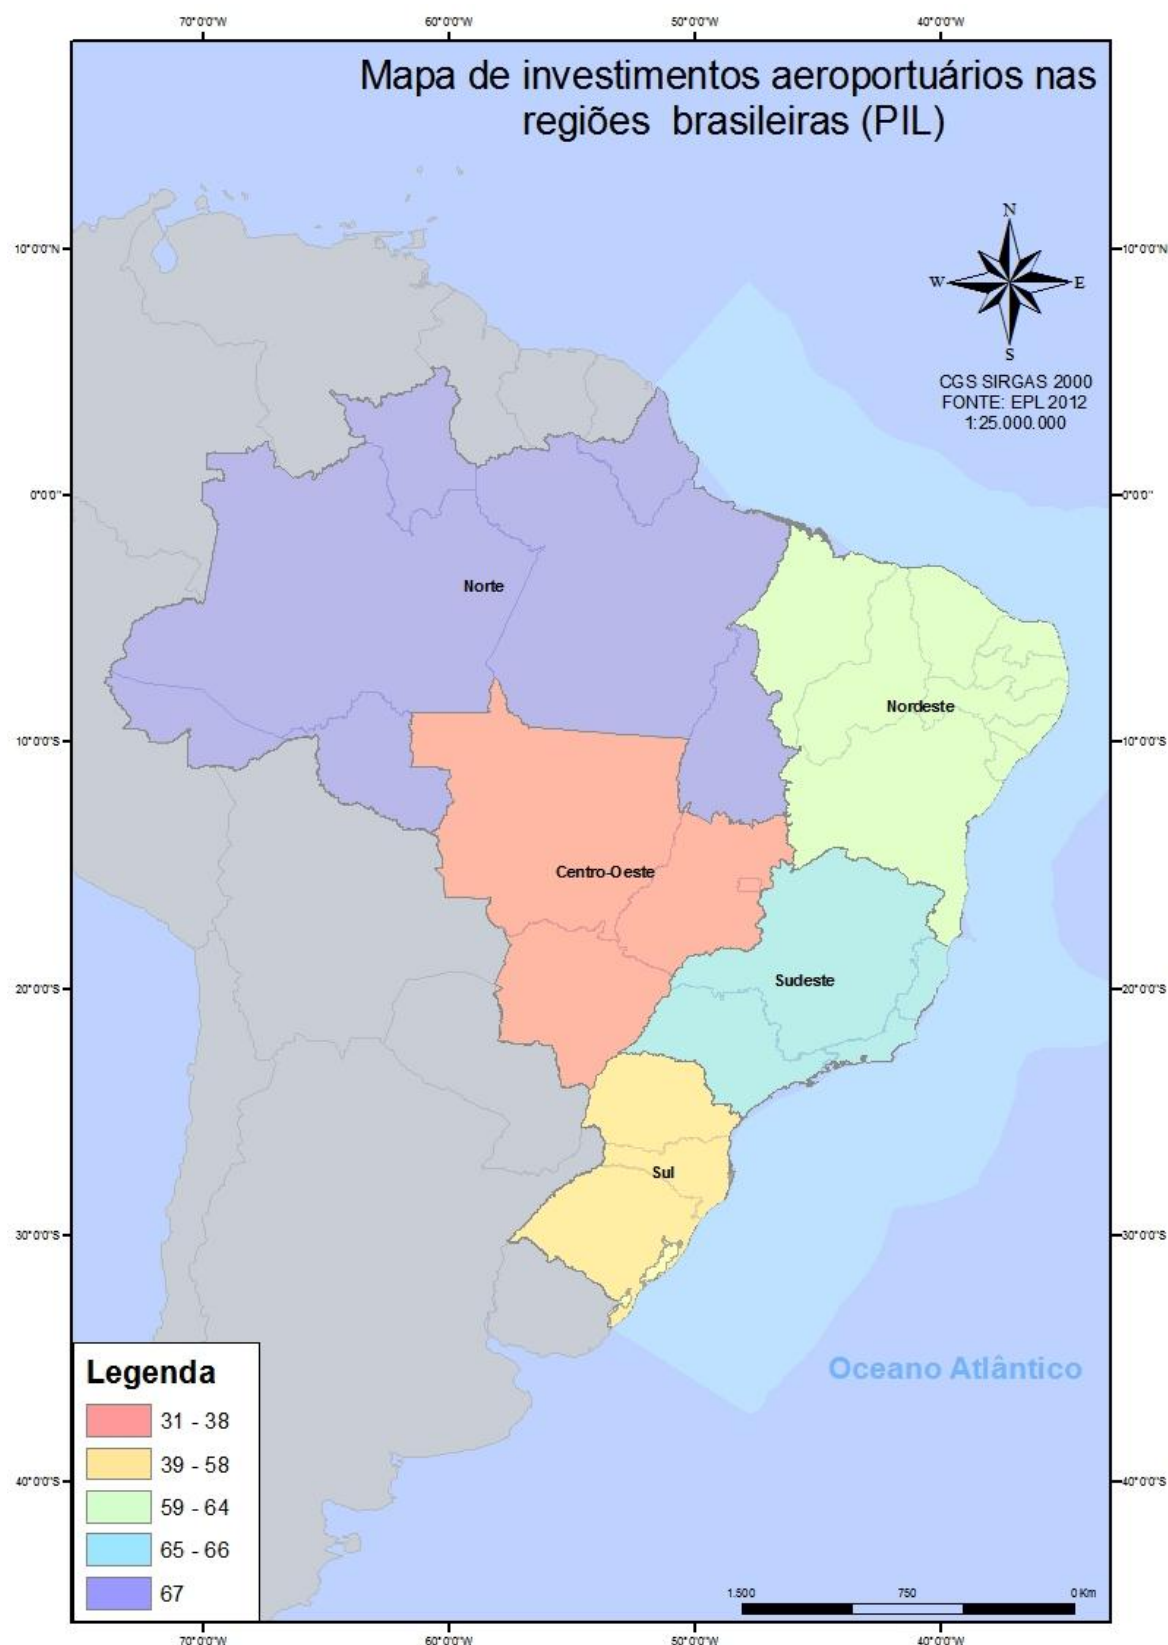 70°0'0"W 60°0'0"W 50°0'0"W 40°0'0"W
Mapa de investimentos aeroportuários nas
regiões brasileiras (PIL)
N
W E
S
10°0'0"N 10°0'0"N
CGS SIRGAS 2000
FONTE: EPL 2012
1:25.000.000
0°0'0" 0°0'0"
Norte
Nordeste
10°0'0"S 10°0'0"S
Centro-Oeste
Sudeste
20°0'0"S 20°0'0"S
Sul
30°0'0"S 30°0'0"S
Oceano Atlântico
Legenda
31 - 38
39 - 58
59 - 64
65 - 66
67
40°0'0"S 40°0'0"S
1.500 750 0 Km
70°0'0"W 60°0'0"W 50°0'0"W 40°0'0"W